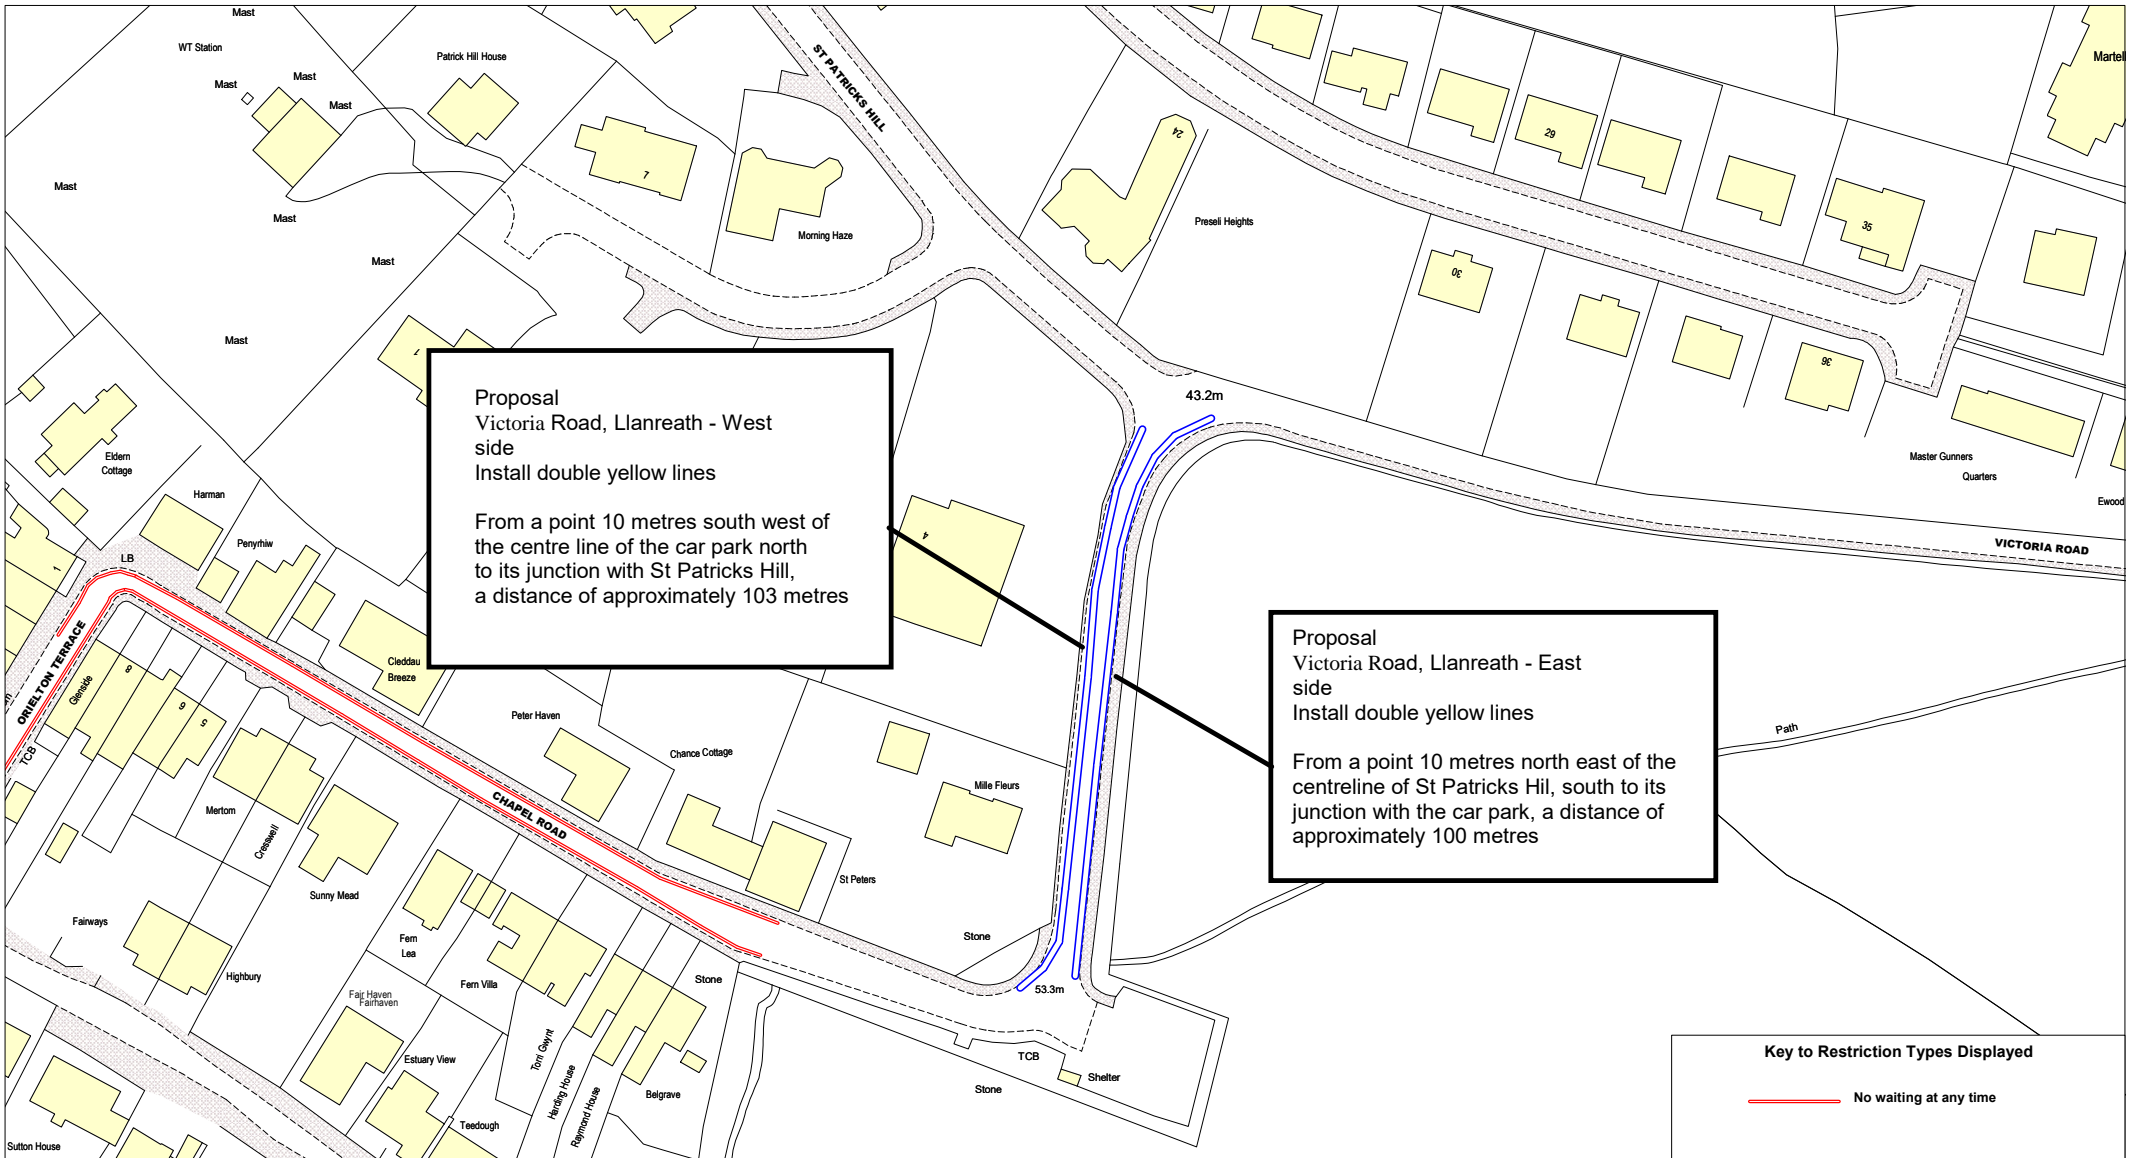 Mast
WT Station
Mast
Mast
Mast
Patrick Hill House
ST PATRICKS HILL
Martell
Mast
Mast
Mast
Mast
7
Morning Haze
24
Preseli Heights
29
35
30
36
1
43.2m
Proposal
Victoria Road, Llanreath - West
side
Install double yellow lines
From a point 10 metres south west of
the centre line of the car park north
to its junction with St Patricks Hill,
a distance of approximately 103 metres
Master Gunners
Quarters
Ewood
VICTORIA ROAD
Eldern
Cottage
Harman
Penyrhiw
LB
1
4
ORIELTON TERRACE
Glenside
8
6
5
TCB
Cleddau
Breeze
Peter Haven
Chance Cottage
Mille Fleurs
Proposal
Victoria Road, Llanreath - East
side
Install double yellow lines
From a point 10 metres north east of the
centreline of St Patricks Hil, south to its
junction with the car park, a distance of
approximately 100 metres
Path
Mertom
Cresswell
CHAPEL ROAD
Sunny Mead
St Peters
Fairways
Highbury
Fern
Lea
Fern Villa
Stone
Stone
53.3m
Fair Haven
Fairhaven
Estuary View
Torri Gwynt
Harding House
Raymond House
Belgrave
Teedough
TCB
Shelter
Stone
Sutton House
Key to Restriction Types Displayed
No waiting at any time